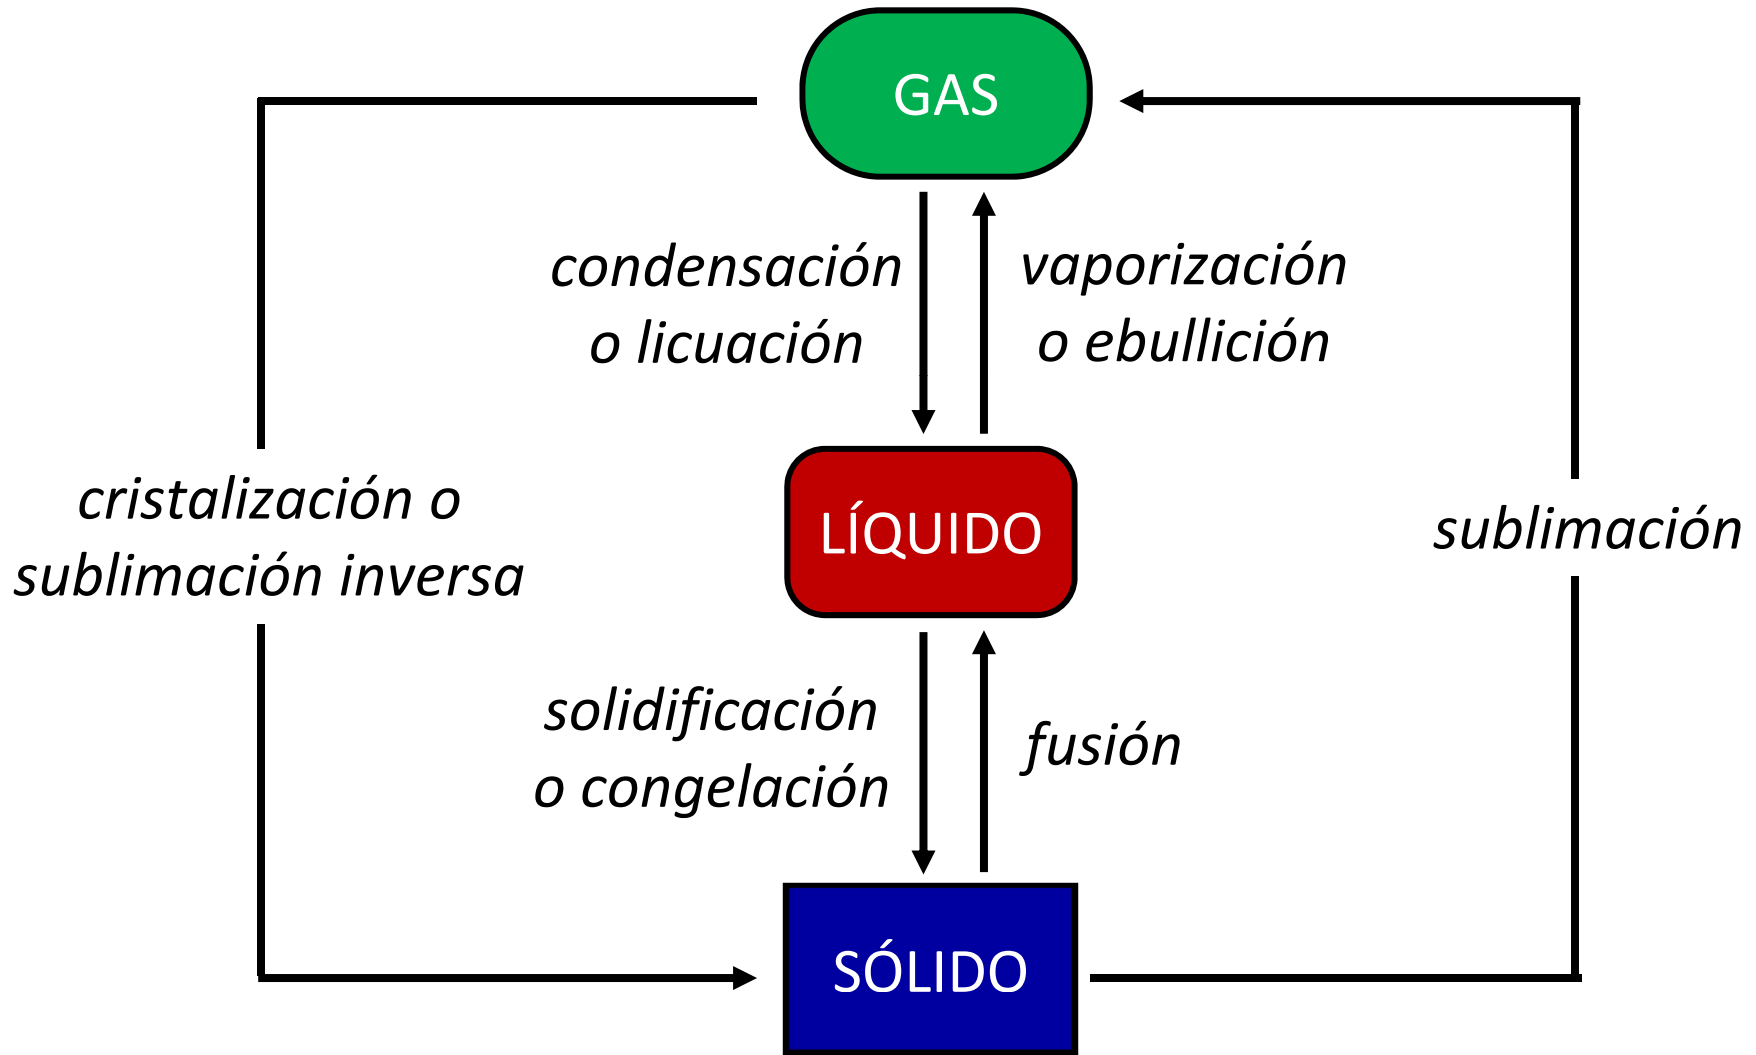 GAS
condensación
o licuación
vaporización
o ebullición
cristalización o
sublimación inversa
LÍQUIDO
sublimación
solidificación
o congelación
fusión
SÓLIDO